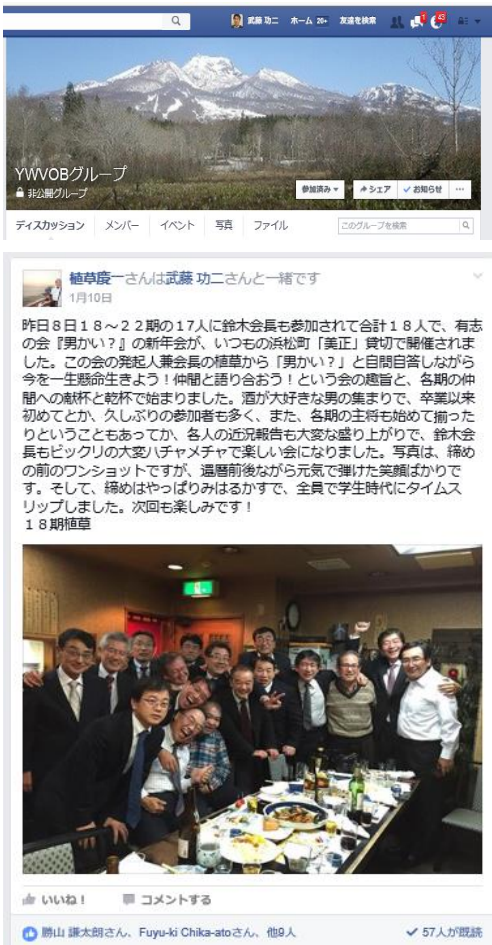 武藤 功二 ホーム 20+ 友達を検索
YWVOBグループ
非公開グループ
参加済み シェア お知らせ
ディスカッション メンバー イベント 写真 ファイル このグループを検索
植草慶一さんは武藤 功二さんと一緒です
1月10日
昨日8日18〜22期の17人に鈴木会長も参加されて合計18人で、有志
の会『男かい？』の新年会が、いつもの浜松町「美正」貸切で開催されま
した。この会の発起人兼会長の植草から「男かい？」と自問自答しながら
今を一生懸命生きよう！仲間と語り合おう！という会の趣旨と、各期の仲
間への献杯と乾杯で始まりました。酒が大好きな男の集まりで、卒業以来
初めてとか、久しぶりの参加者も多く、また、各期の主将も始めて揃った
りということもあってか、各人の近況報告も大変な盛り上がりで、鈴木会
長もビックリの大変ハチャメチャで楽しい会になりました。写真は、締め
の前のワンショットですが、還暦前後ながら元気で弾けた笑顔ばかりで
す。そして、締めはやっぱりみはるかすで、全員で学生時代にタイムス
リップしました。次回も楽しみです！
18期植草
いいね！ コメントする
勝山 謙太朗さん、Fuyu-ki Chika-atoさん、他9人 57人が既読